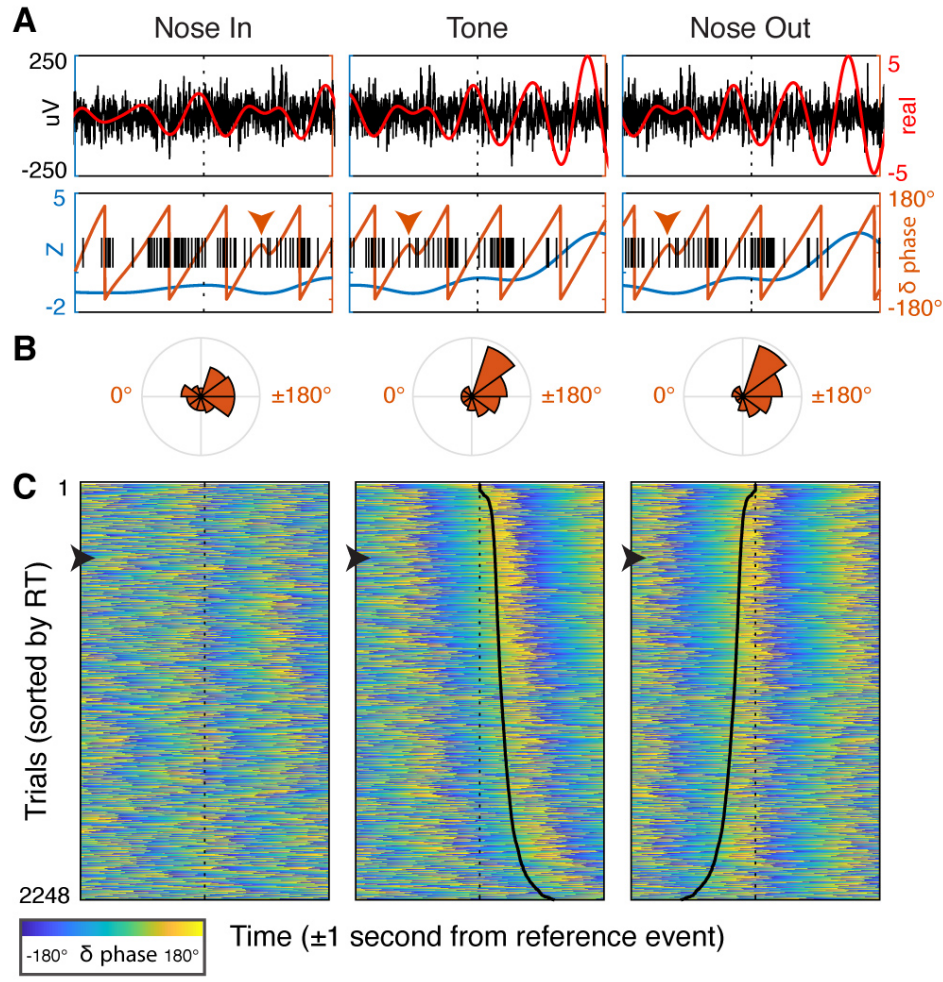 A
Nose In Tone Nose Out
250
uV
-250
5
real
-5
5
Z
-2
180°
δ phase
-180°
B
0° ±180° 0° ±180° 0° ±180°
C
1
Trials (sorted by RT)
2248
-180° δ phase 180°
Time (±1 second from reference event)